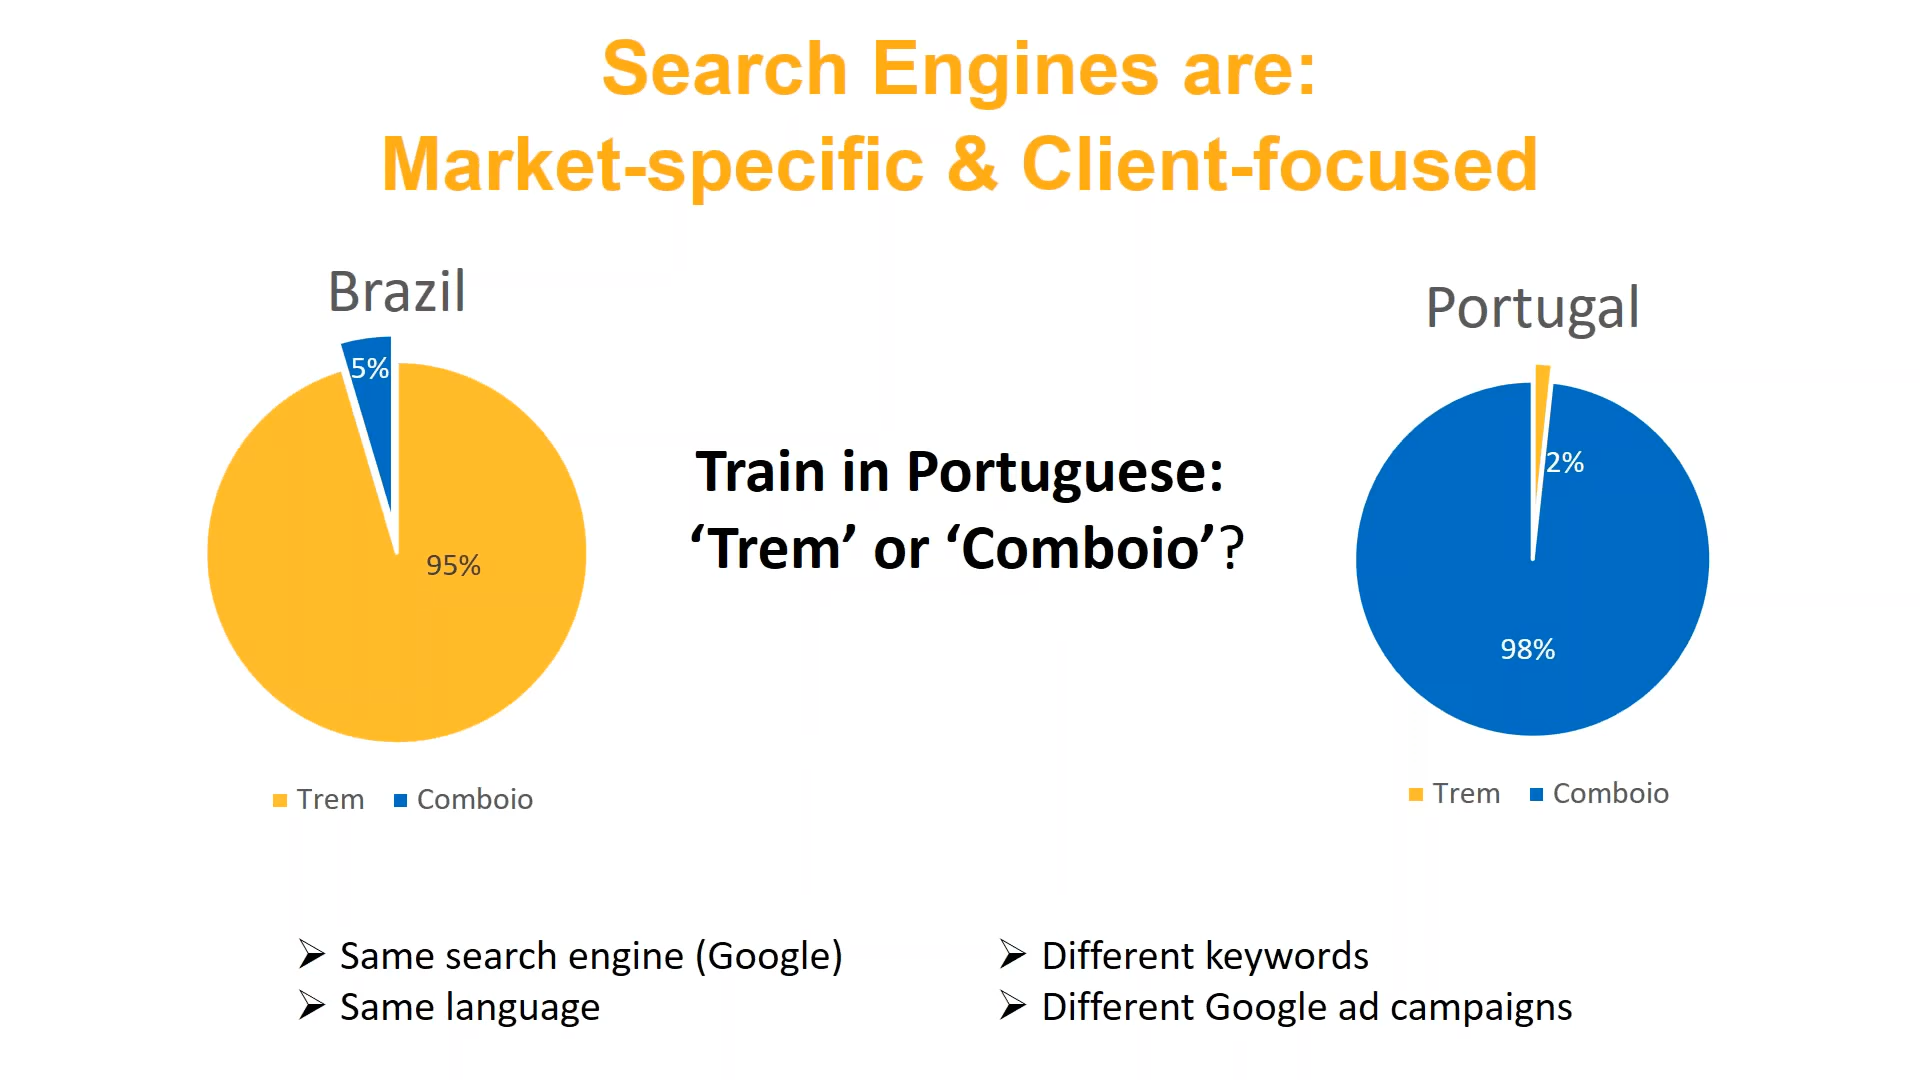 Search Engines are:
Market-specific & Client-focused
Brazil
5%
95%
Trem Comboio
Train in Portuguese:
‘Trem’ or ‘Comboio’?
Portugal
2%
98%
Trem Comboio
➢ Same search engine (Google)
➢ Same language
➢ Different keywords
➢ Different Google ad campaigns